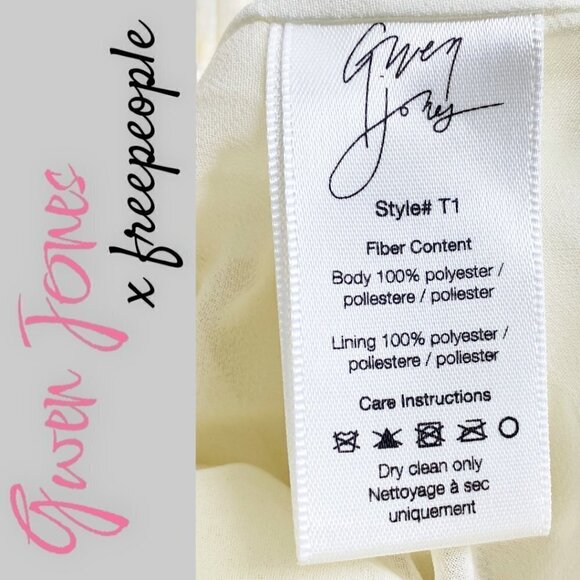 Gwen Jones
x freepeople
Gwen
Jones
Style# T1
Fiber Content
Body 100% polyester /
poliestere / poliester
Lining 100% polyester /
poliestere / poliester
Care Instructions
Dry clean only
Nettoyage à sec
uniquement